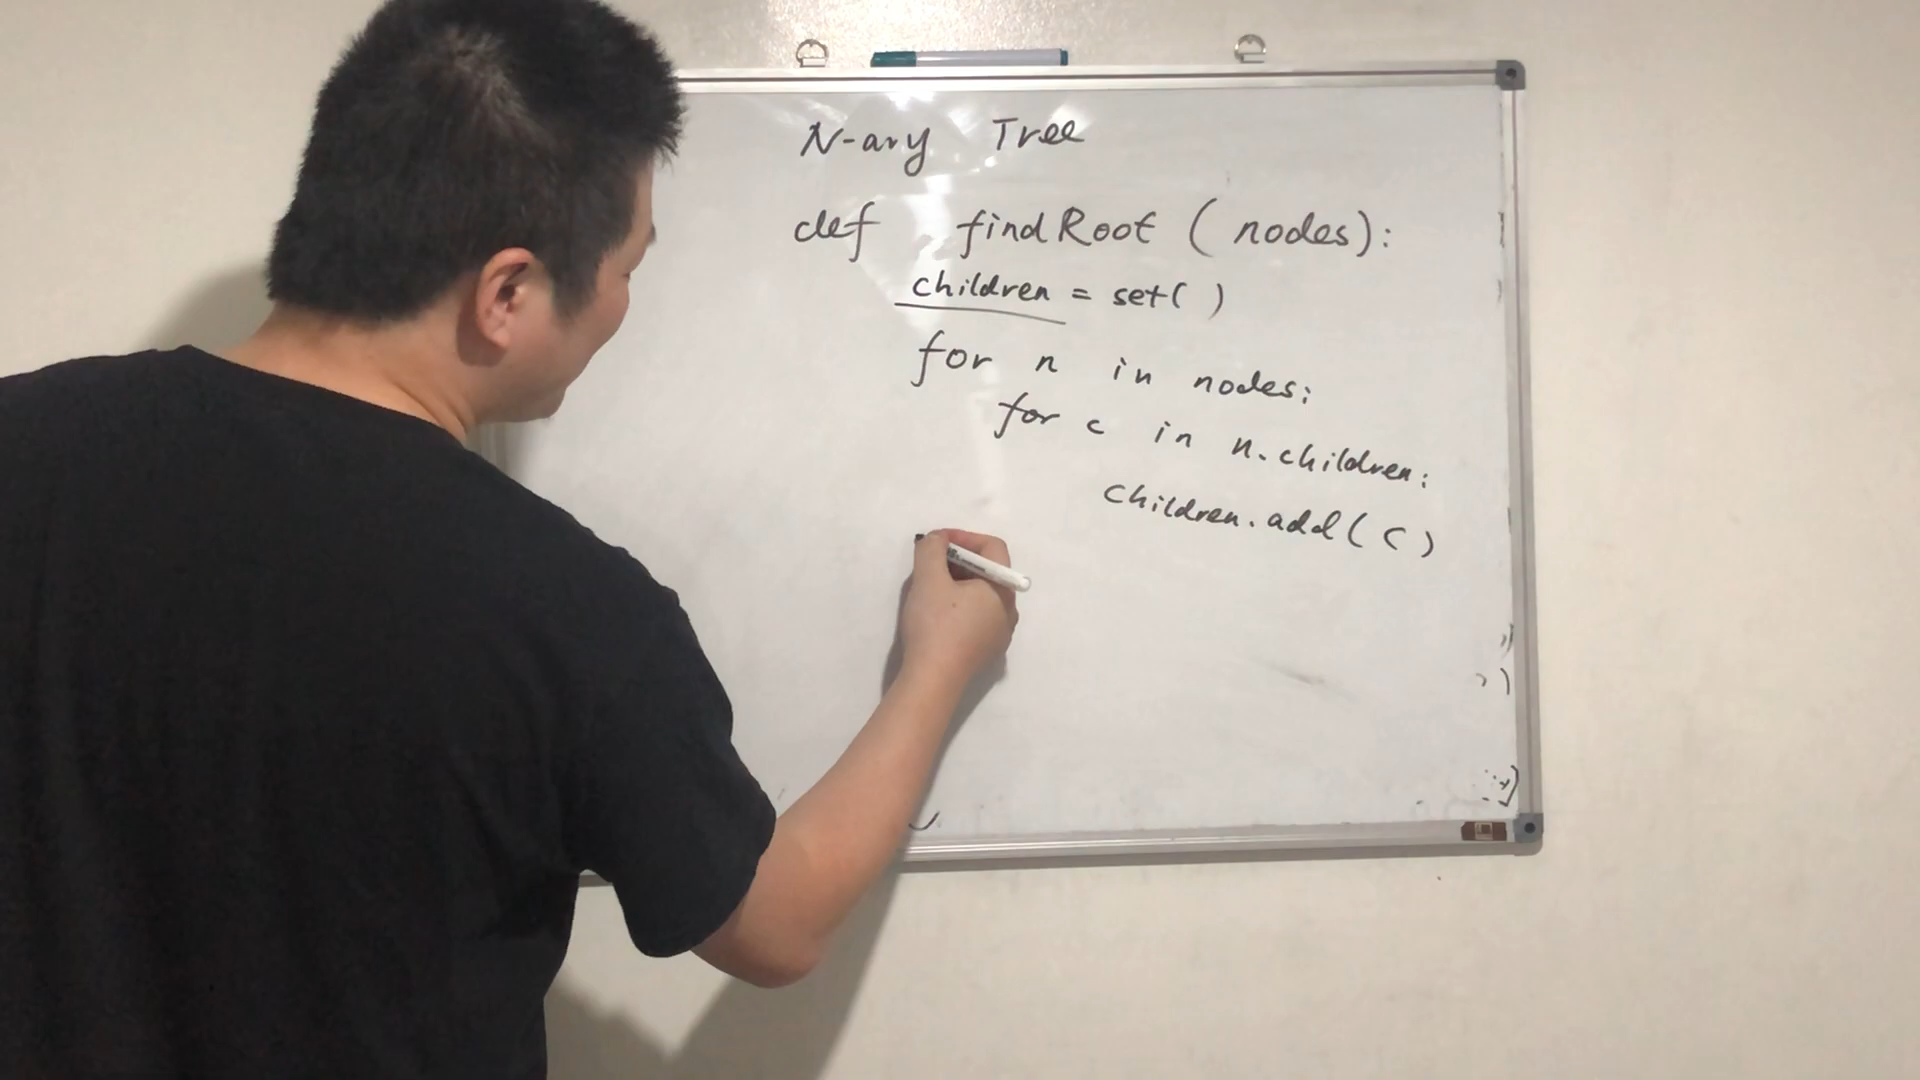 N-ary Tree
def findRoot ( nodes):
children = set( )
for n in nodes:
for c in n.children:
children.add( c )